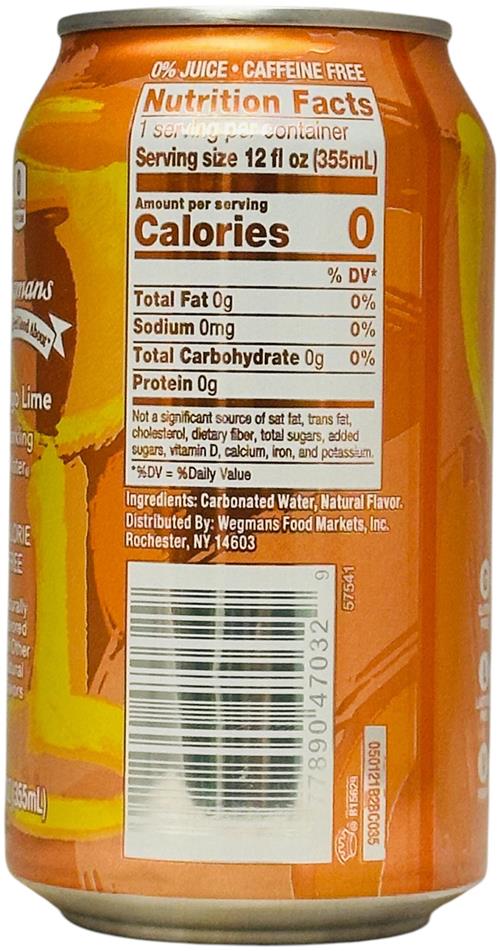 0% JUICE • CAFFEINE FREE
Nutrition Facts
1 serving per container
Serving size 12 fl oz (355mL)
Amount per serving
Calories 0
% DV*
Total Fat 0g 0%
Sodium 0mg 0%
Total Carbohydrate 0g 0%
Protein 0g
Not a significant source of sat fat, trans fat,
cholesterol, dietary fiber, total sugars, added
sugars, vitamin D, calcium, iron, and potassium.
*%DV = %Daily Value
Ingredients: Carbonated Water, Natural Flavor.
Distributed By: Wegmans Food Markets, Inc.
Rochester, NY 14603
77890 47032 9
57541
R15629
050121 B2BC035
mans
Lime
(355mL)